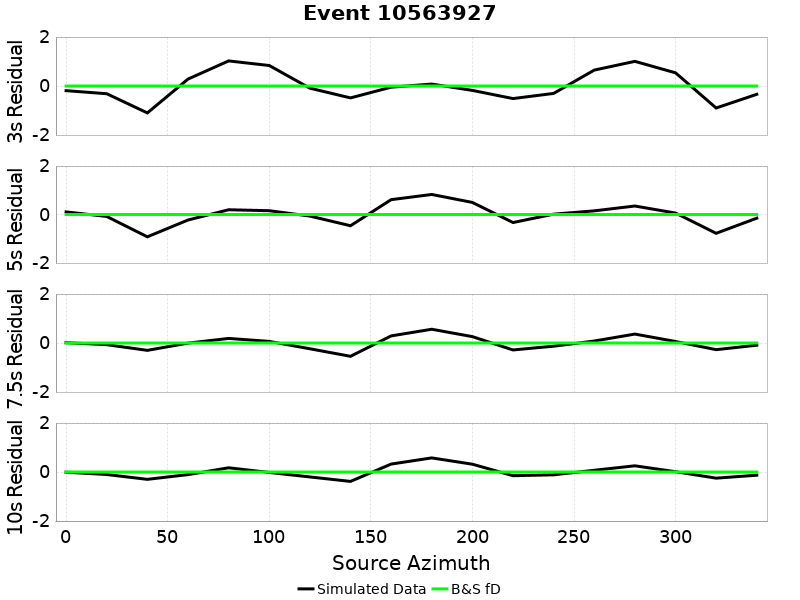 Event 10563927
3s Residual
2
0
-2
5s Residual
2
0
-2
7.5s Residual
2
0
-2
10s Residual
2
0
-2
0 50 100 150 200 250 300
Source Azimuth
Simulated Data B&S fD